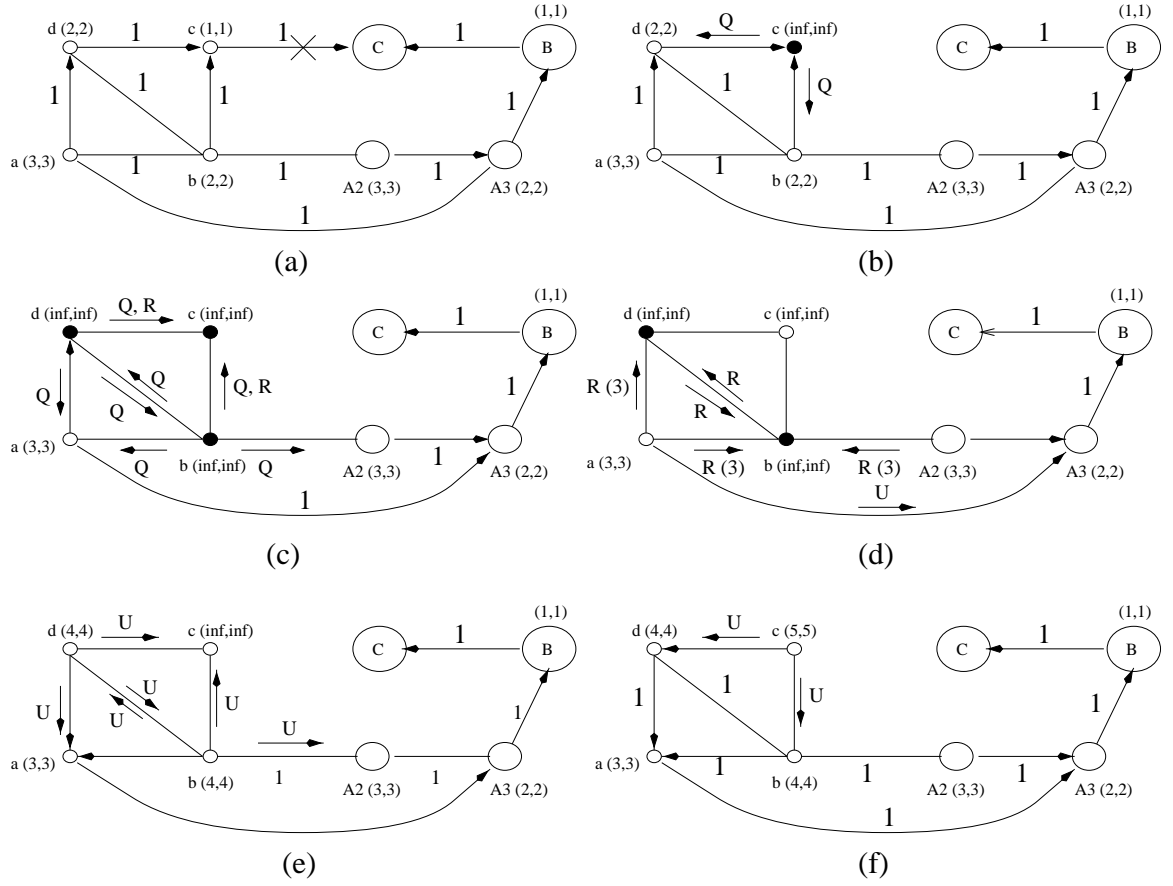 d (2,2) 1 c (1,1) 1 C 1 (1,1) B
1 1 1 1
a (3,3) 1 b (2,2) 1 A2 (3,3) 1 A3 (2,2)
1
(a)
d (2,2) Q c (inf,inf) C 1 (1,1) B
1 1 Q 1
a (3,3) 1 b (2,2) 1 A2 (3,3) 1 A3 (2,2)
1
(b)
d (inf,inf) Q, R c (inf,inf) C 1 (1,1) B
Q Q Q Q, R 1
a (3,3) Q b (inf,inf) Q A2 (3,3) 1 A3 (2,2)
1
(c)
d (inf,inf) c (inf,inf) C 1 (1,1) B
R (3) R R 1
a (3,3) R (3) b (inf,inf) R (3) A2 (3,3) A3 (2,2)
U
(d)
d (4,4) U c (inf,inf) C 1 (1,1) B
U U U U U 1
a (3,3) b (4,4) 1 A2 (3,3) 1 A3 (2,2)
(e)
d (4,4) U c (5,5) C 1 (1,1) B
1 1 U 1
a (3,3) 1 b (4,4) 1 A2 (3,3) 1 A3 (2,2)
1
(f)